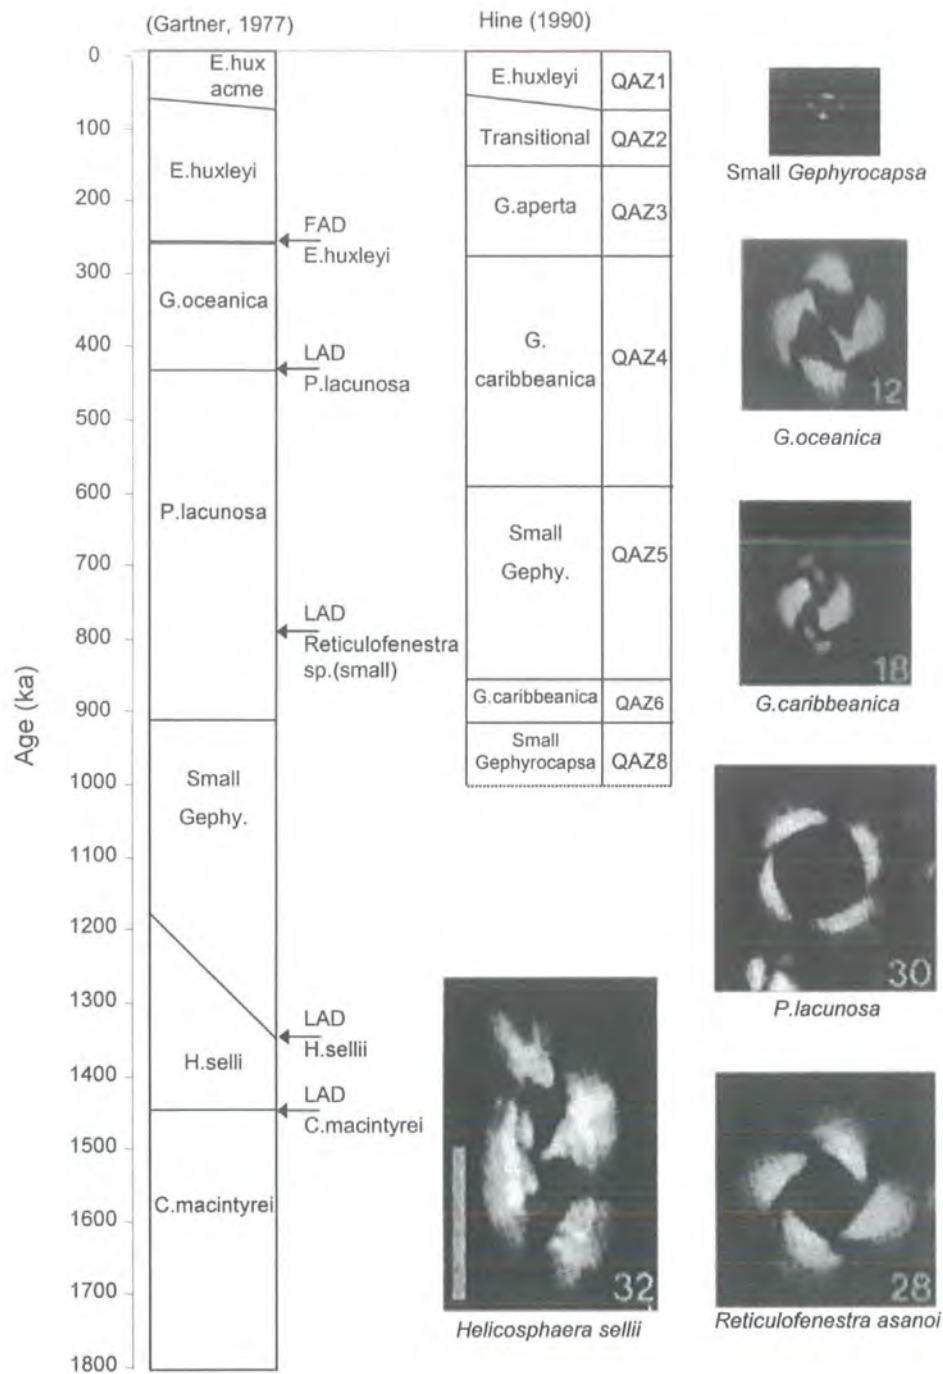 (Gartner, 1977)
Hine (1990)
Age (ka)
0
100
200
300
400
500
600
700
800
900
1000
1100
1200
1300
1400
1500
1600
1700
1800
E.hux
acme
E.huxleyi
G.oceanica
P.lacunosa
Small
Gephy.
H.selli
C.macintyrei
FAD
E.huxleyi
LAD
P.lacunosa
LAD
Reticulofenestra
sp.(small)
LAD
H.sellii
LAD
C.macintyrei
E.huxleyi QAZ1
Transitional QAZ2
G.aperta QAZ3
G.
caribbeanica
QAZ4
Small
Gephy.
QAZ5
G.caribbeanica QAZ6
Small
Gephyrocapsa
QAZ8
Small Gephyrocapsa
12
G.oceanica
18
G.caribbeanica
30
P.lacunosa
32
Helicosphaera sellii
28
Reticulofenestra asanoi